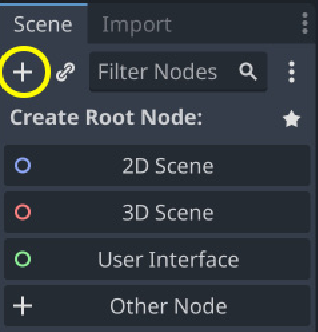 Scene Import
Filter Nodes
Create Root Node:
2D Scene
3D Scene
User Interface
Other Node